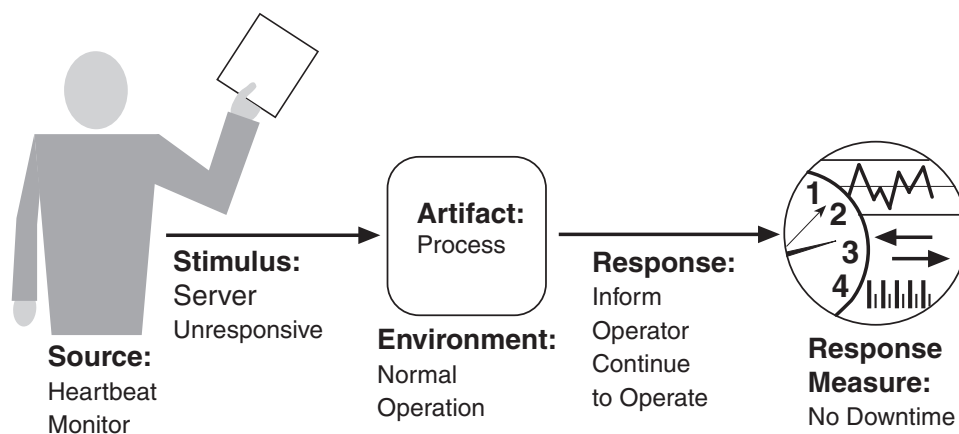 Source:
Heartbeat
Monitor
Stimulus:
Server
Unresponsive
Artifact:
Process
Environment:
Normal
Operation
Response:
Inform
Operator
Continue
to Operate
1
2
3
4
Response
Measure:
No Downtime